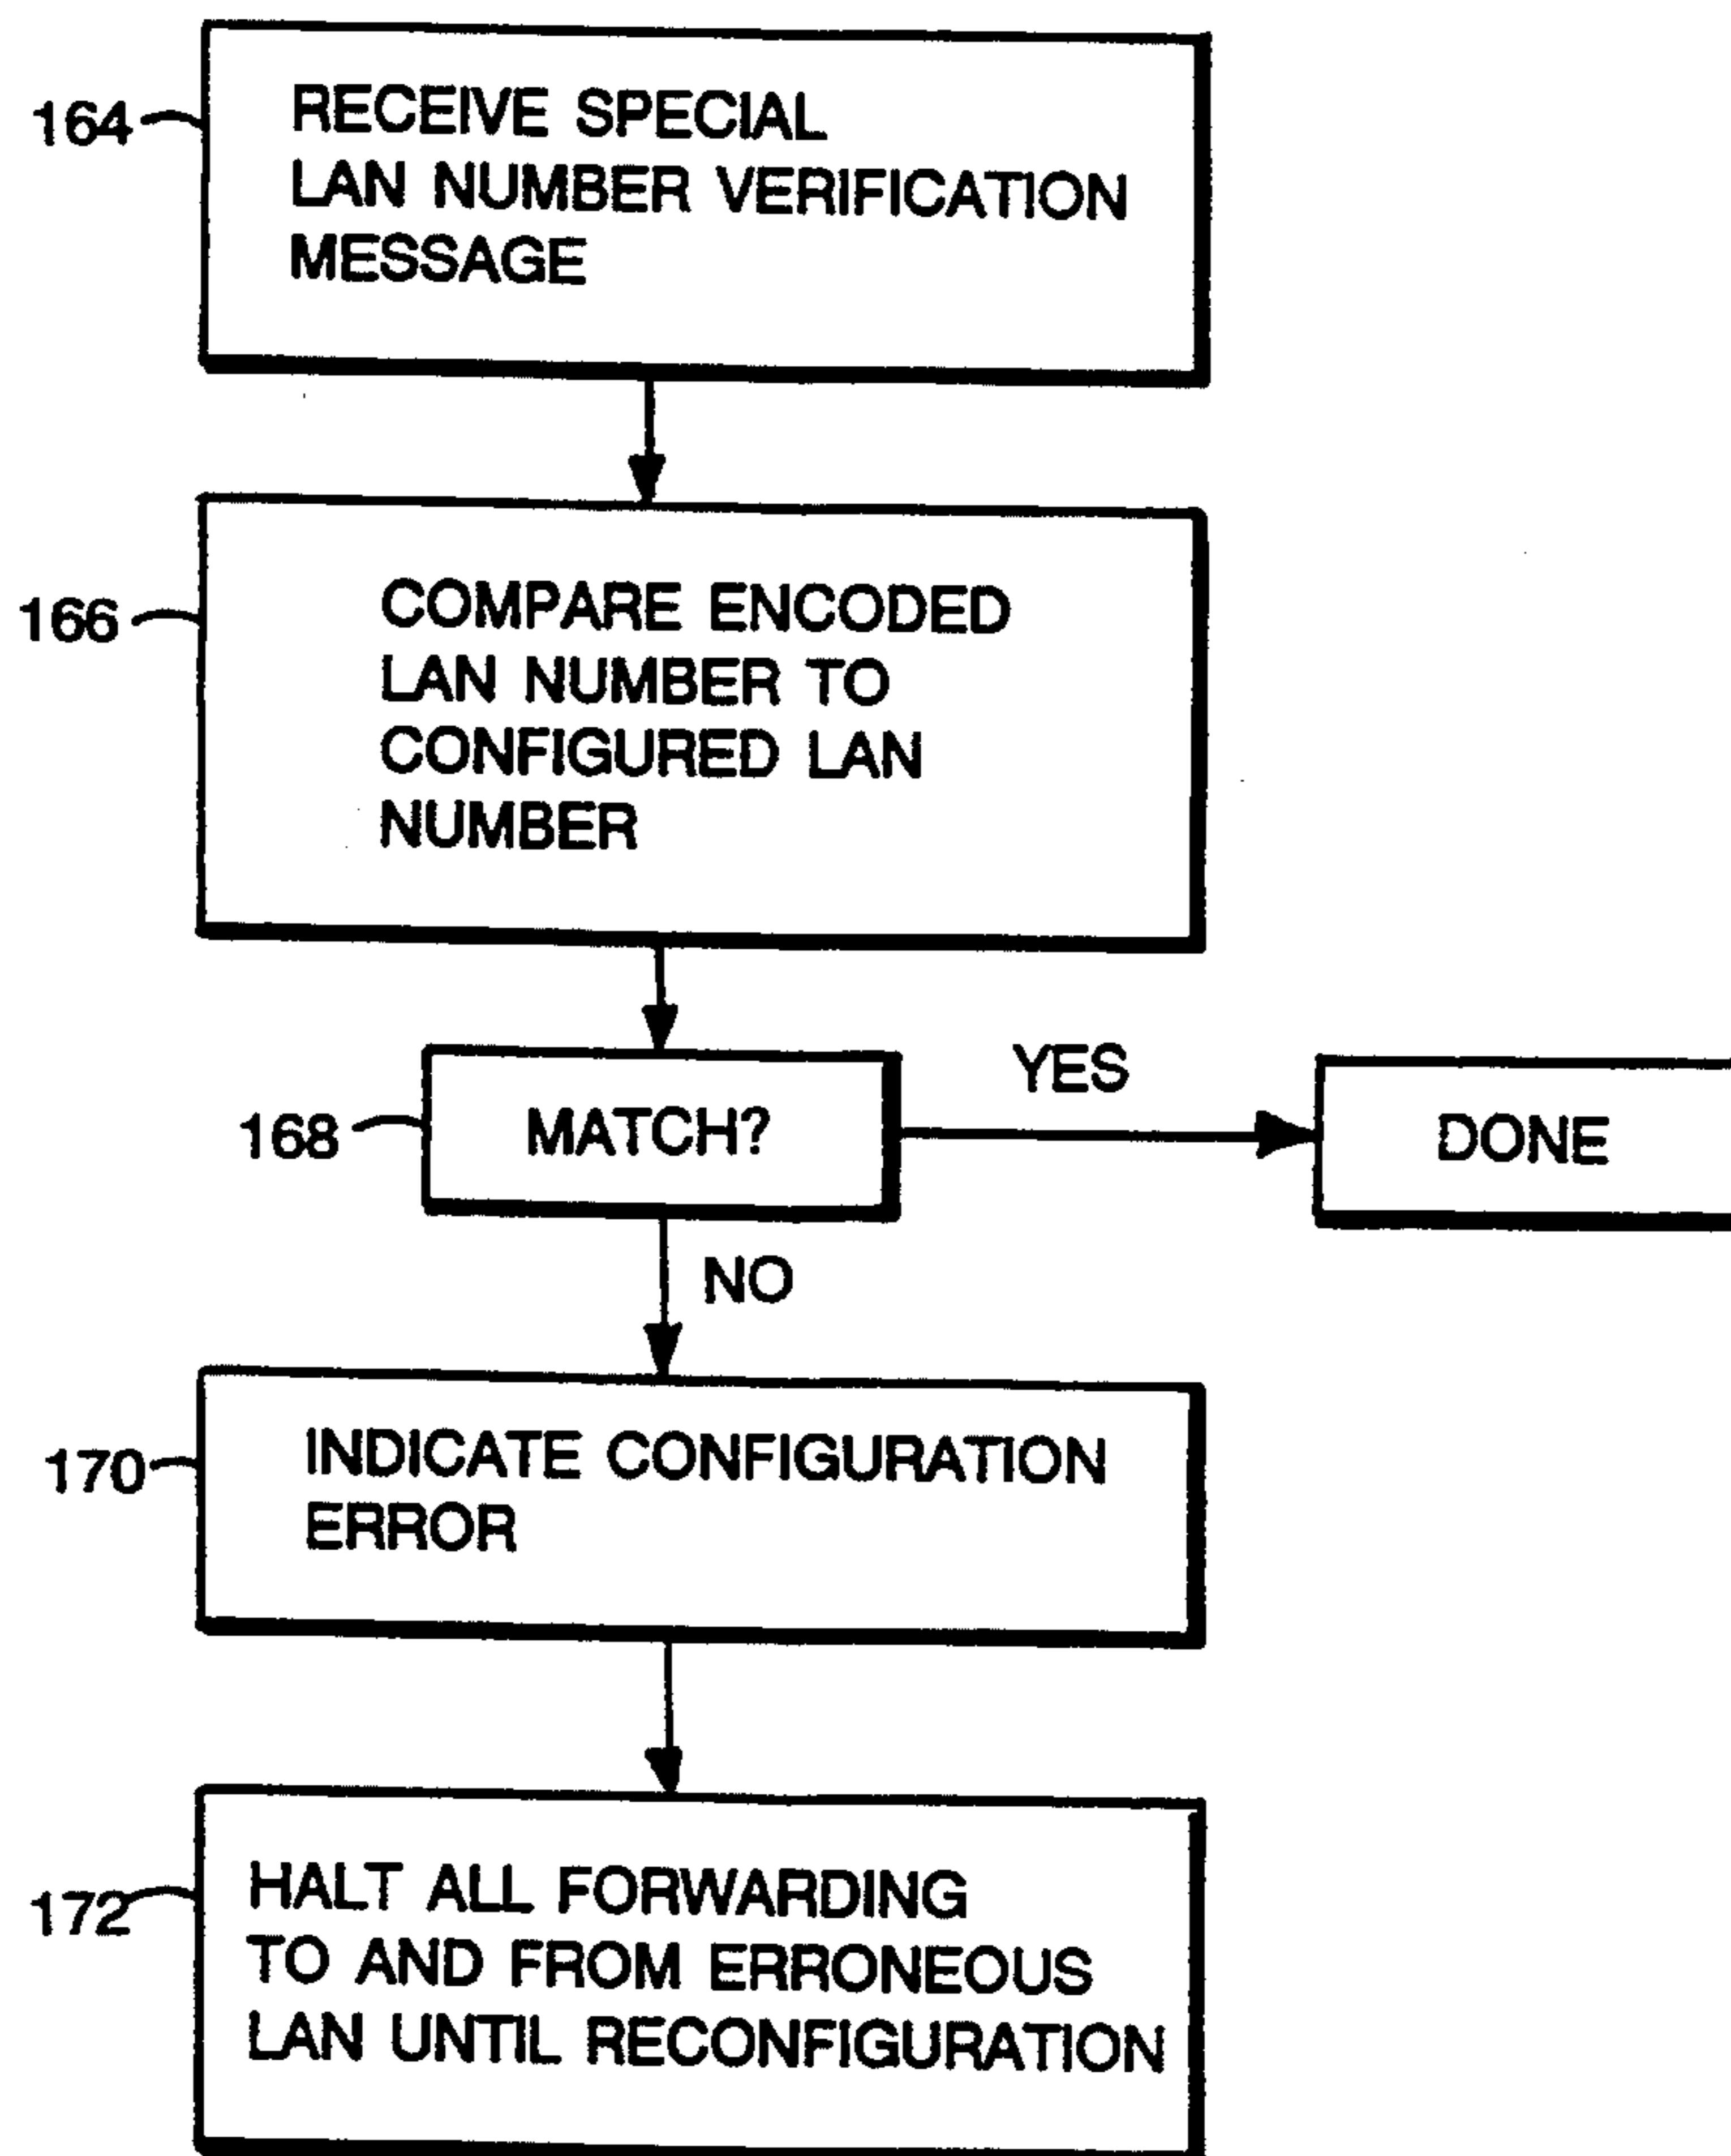 164
RECEIVE SPECIAL
LAN NUMBER VERIFICATION
MESSAGE
166
COMPARE ENCODED
LAN NUMBER TO
CONFIGURED LAN
NUMBER
168
MATCH?
YES
DONE
NO
170
INDICATE CONFIGURATION
ERROR
172
HALT ALL FORWARDING
TO AND FROM ERRONEOUS
LAN UNTIL RECONFIGURATION